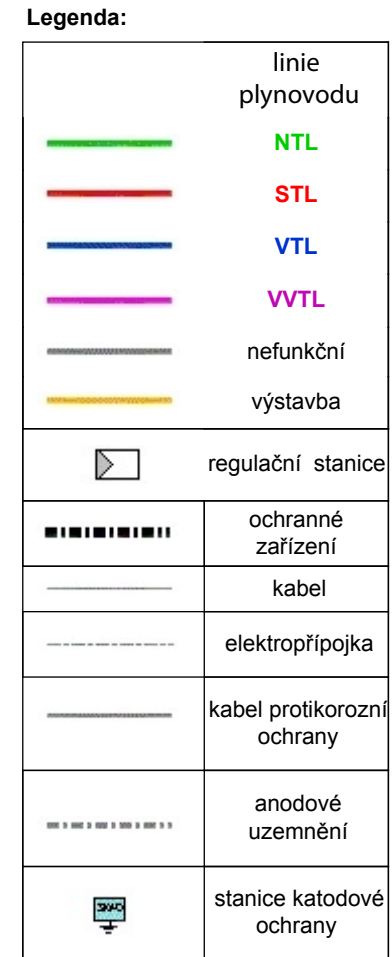 Legenda:
linie
plynovodu
NTL
STL
VTL
VVTL
nefunkční
výstavba
regulační stanice
ochranné
zařízení
kabel
elektropřípojka
kabel protikorozní
ochrany
anodové
uzemnění
SKAO
stanice katodové
ochrany